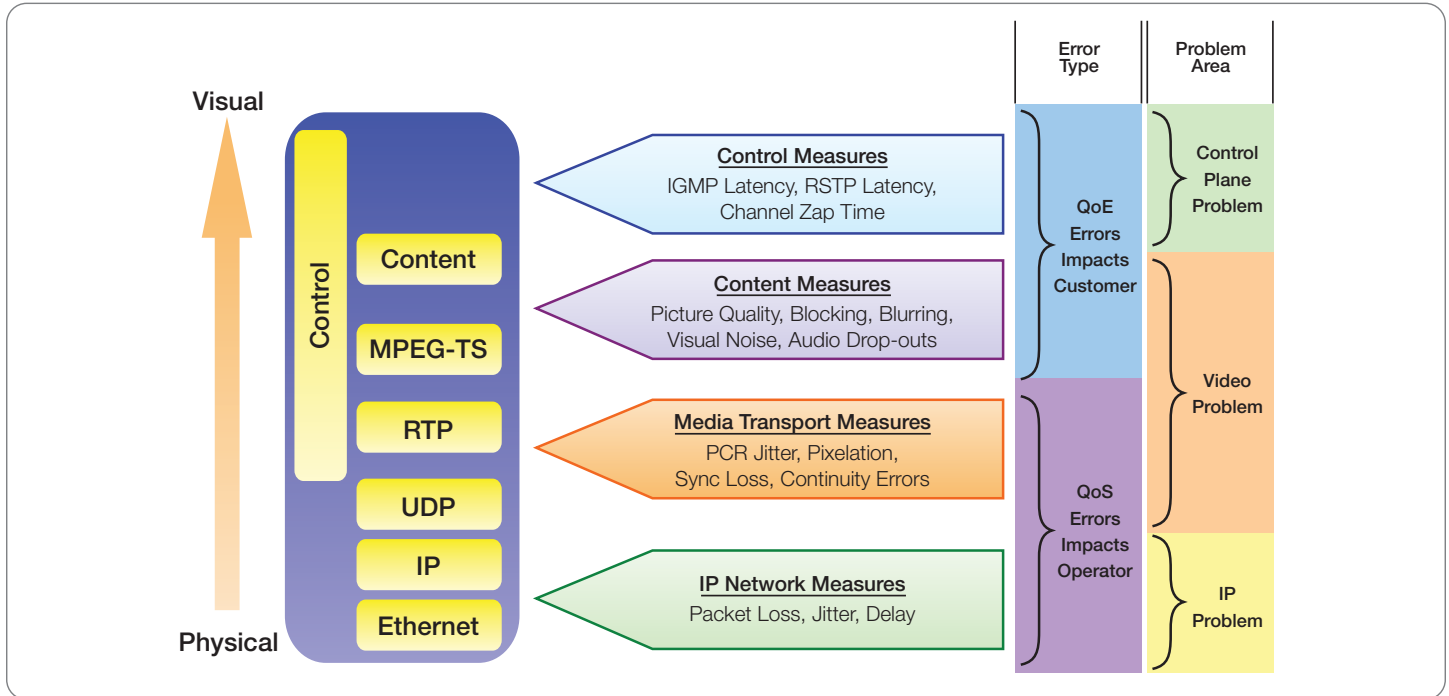 Visual
Physical
Control
Content
MPEG-TS
RTP
UDP
IP
Ethernet
Control Measures
IGMP Latency, RSTP Latency,
Channel Zap Time
Content Measures
Picture Quality, Blocking, Blurring,
Visual Noise, Audio Drop-outs
Media Transport Measures
PCR Jitter, Pixelation,
Sync Loss, Continuity Errors
IP Network Measures
Packet Loss, Jitter, Delay
Error
Type
QoE
Errors
Impacts
Customer
QoS
Errors
Impacts
Operator
Problem
Area
Control
Plane
Problem
Video
Problem
IP
Problem